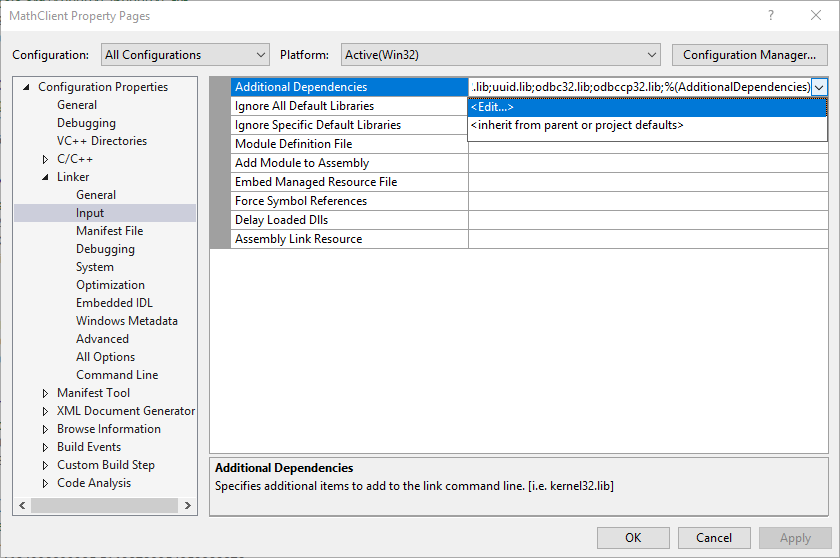 MathClient Property Pages
Configuration: All Configurations Platform: Active(Win32) Configuration Manager...
Configuration Properties
General
Debugging
VC++ Directories
C/C++
Linker
General
Input
Manifest File
Debugging
System
Optimization
Embedded IDL
Windows Metadata
Advanced
All Options
Command Line
Manifest Tool
XML Document Generator
Browse Information
Build Events
Custom Build Step
Code Analysis
Additional Dependencies .lib;uuid.lib;odbc32.lib;odbccp32.lib;%(AdditionalDependencies)
Ignore All Default Libraries <Edit...>
Ignore Specific Default Libraries <inherit from parent or project defaults>
Module Definition File
Add Module to Assembly
Embed Managed Resource File
Force Symbol References
Delay Loaded Dlls
Assembly Link Resource
Additional Dependencies
Specifies additional items to add to the link command line. [i.e. kernel32.lib]
OK Cancel Apply